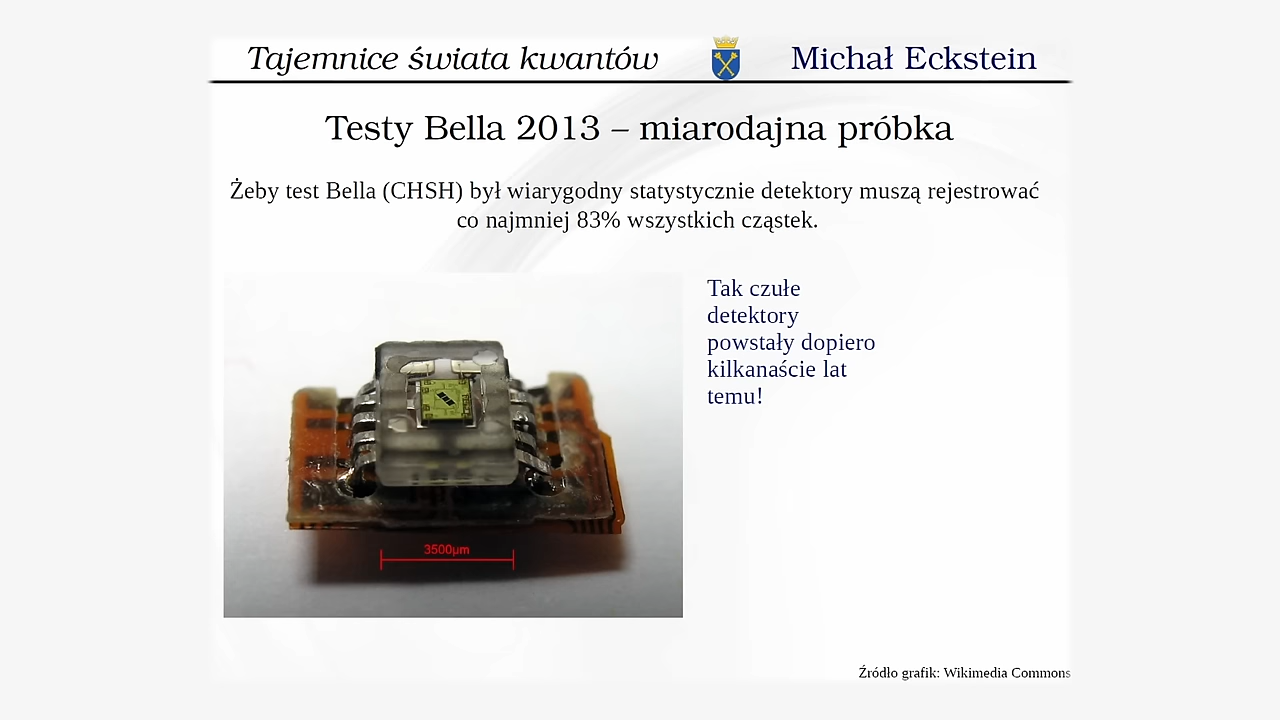 Tajemnice świata kwantów
Michał Eckstein
Testy Bella 2013 – miarodajna próbka
Żeby test Bella (CHSH) był wiarygodny statystycznie detektory muszą rejestrować
co najmniej 83% wszystkich cząstek.
Tak czułe
detektory
powstały dopiero
kilkanaście lat
temu!
3500µm
Źródło grafik: Wikimedia Commons